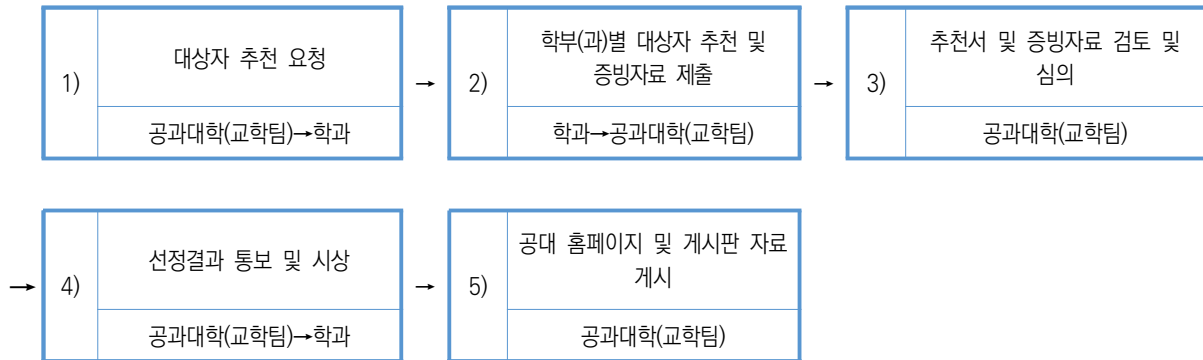 1)
대상자 추천 요청
공과대학(교학팀)→학과
→
2)
학부(과)별 대상자 추천 및
증빙자료 제출
학과→공과대학(교학팀)
→
3)
추천서 및 증빙자료 검토 및
심의
공과대학(교학팀)
→
4)
선정결과 통보 및 시상
공과대학(교학팀)→학과
→
5)
공대 홈페이지 및 게시판 자료
게시
공과대학(교학팀)